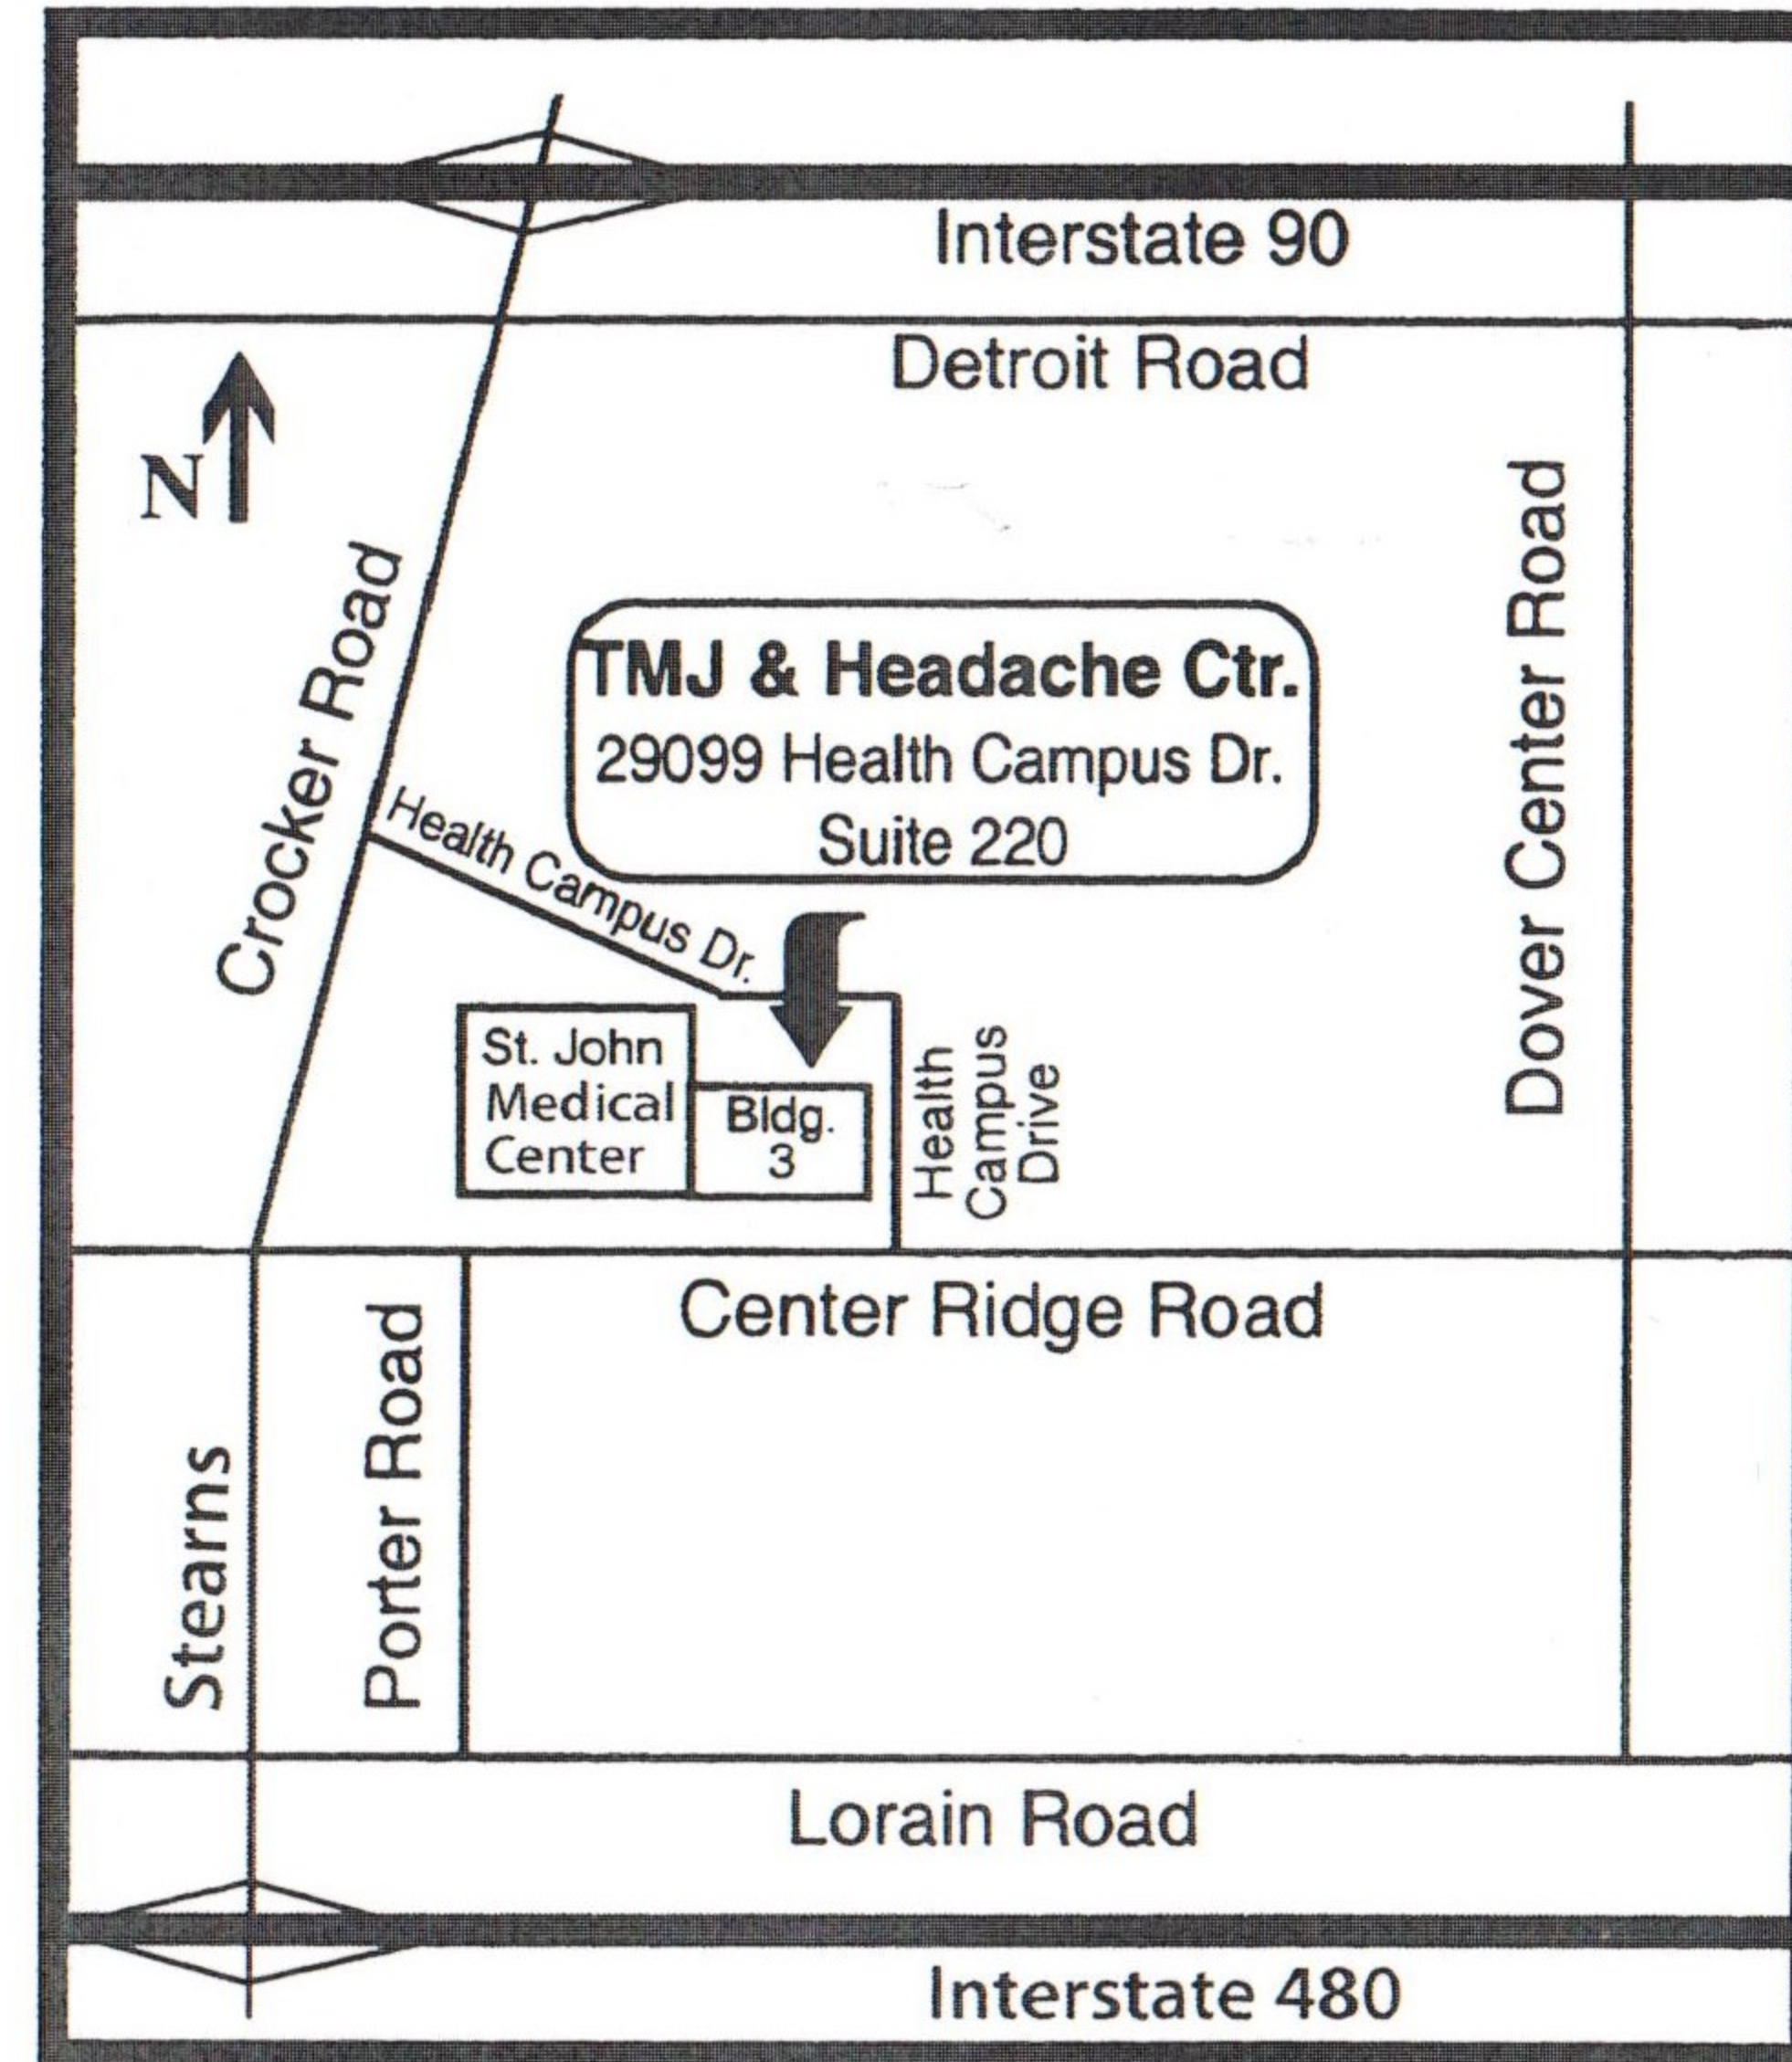 Interstate 90
Detroit Road
N
Crocker Road
Dover Center Road
TMJ & Headache Ctr.
29099 Health Campus Dr.
Suite 220
Health Campus Dr.
St. John
Medical
Center
Bldg.
3
Health
Campus
Drive
Center Ridge Road
Stearns
Porter Road
Lorain Road
Interstate 480